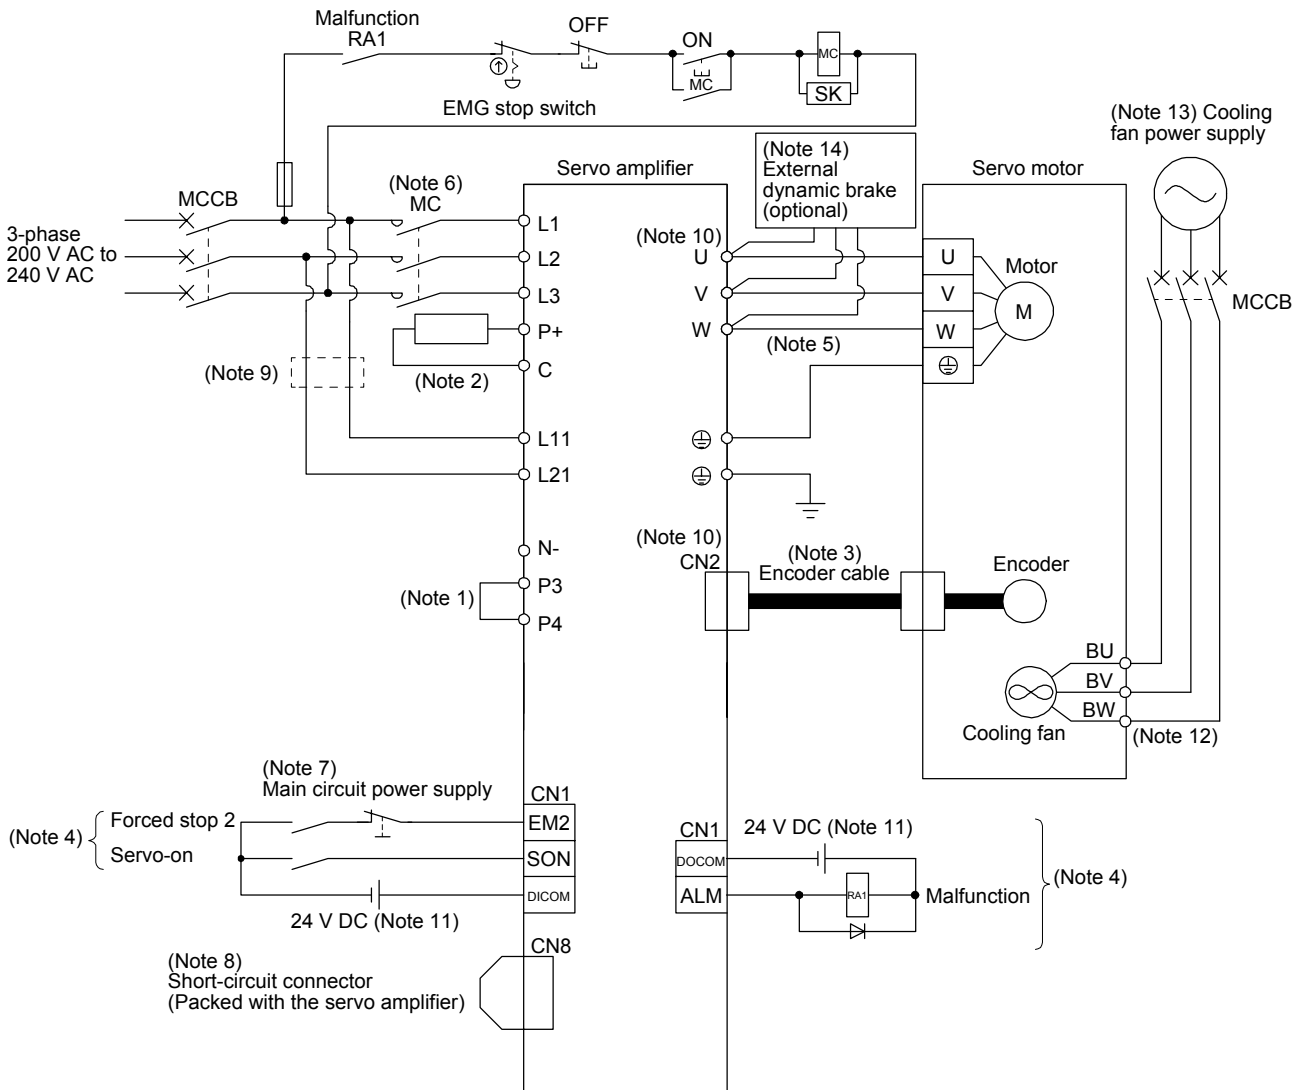 Malfunction
RA1
OFF
ON
MC
MC
SK
EMG stop switch
(Note 13) Cooling
fan power supply
MCCB
(Note 6)
MC
Servo amplifier
(Note 14)
External
dynamic brake
(optional)
Servo motor
3-phase
200 V AC to
240 V AC
L1
L2
L3
P+
C
(Note 9)
(Note 2)
L11
L21
N-
P3
P4
(Note 1)
(Note 10)
U
V
W
(Note 5)
U
V
W
Motor
M
MCCB
(Note 10)
CN2
(Note 3)
Encoder cable
Encoder
BU
BV
BW
Cooling fan
(Note 12)
(Note 7)
Main circuit power supply
(Note 4)
Forced stop 2
Servo-on
CN1
EM2
SON
DICOM
24 V DC (Note 11)
CN1
DOCOM
ALM
24 V DC (Note 11)
RA1
Malfunction
(Note 4)
CN8
(Note 8)
Short-circuit connector
(Packed with the servo amplifier)